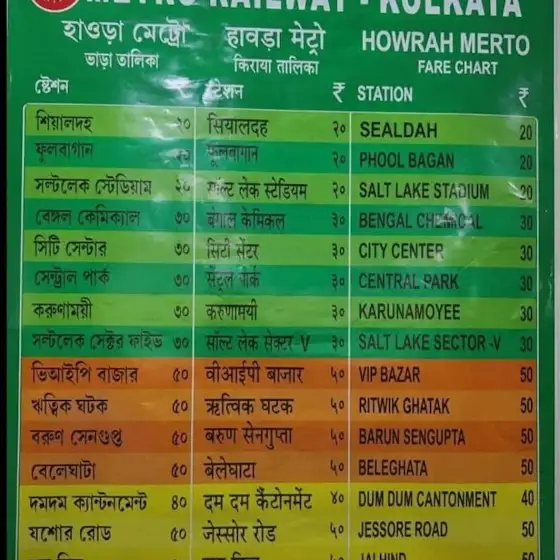 METRO RAILWAY - KOLKATA
হাওড়া মেট্রো हावड़ा मेट्रो HOWRAH MERTO
ভাড়া তালিকা किराया तालिका FARE CHART
স্টেশন ₹ स्टेशन ₹ STATION ₹
শিয়ালদহ ২০ सियालदह २० SEALDAH 20
ফুলবাগান ২০ फूलबागान २० PHOOL BAGAN 20
সল্টলেক স্টেডিয়াম ২০ सॉल्ट लेक स्टेडियम २० SALT LAKE STADIUM 20
বেঙ্গল কেমিক্যাল ৩০ बंगाल केमिकल ३० BENGAL CHEMICAL 30
সিটি সেন্টার ৩০ सिटी सेंटर ३० CITY CENTER 30
সেন্ট্রাল পার্ক ৩০ सेंट्रल पार्क ३० CENTRAL PARK 30
করুণাময়ী ৩০ करुणामयी ३० KARUNAMOYEE 30
সল্টলেক সেক্টর ফাইভ ৩০ सॉल्ट लेक सेक्टर V ३० SALT LAKE SECTOR -V 30
ভিআইপি বাজার ৫০ वीआईपी बाजार ५० VIP BAZAR 50
ঋত্বিক ঘটক ৫০ ऋत्विक घटक ५० RITWIK GHATAK 50
বরুণ সেনগুপ্ত ৫০ बरुण सेनगुप्ता ५० BARUN SENGUPTA 50
বেলেঘাটা ৫০ बेलेघाटा ५० BELEGHATA 50
দমদম ক্যান্টনমেন্ট ৪০ दम दम कैंटोनमेंट ४० DUM DUM CANTONMENT 40
যশোর রোড ৫০ जेस्सोर रोड ५० JESSORE ROAD 50